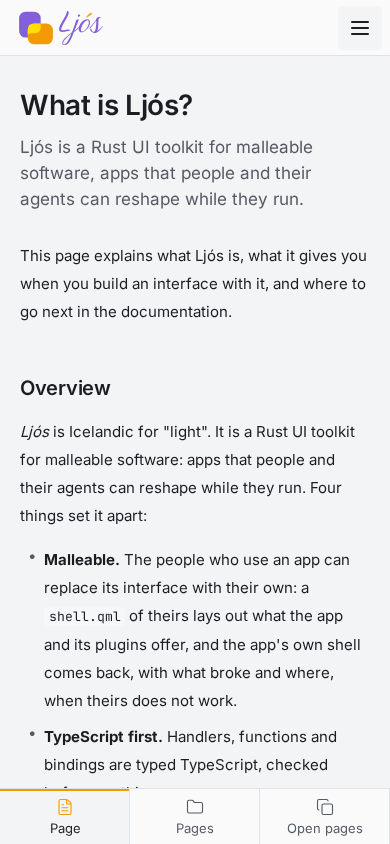 Ljós
What is Ljós?
Ljós is a Rust UI toolkit for malleable
software, apps that people and their
agents can reshape while they run.
This page explains what Ljós is, what it gives you
when you build an interface with it, and where to
go next in the documentation.
Overview
Ljós is Icelandic for "light". It is a Rust UI toolkit
for malleable software: apps that people and
their agents can reshape while they run. Four
things set it apart:
• Malleable. The people who use an app can
replace its interface with their own: a
shell.qml of theirs lays out what the app
and its plugins offer, and the app's own shell
comes back, with what broke and where,
when theirs does not work.
• TypeScript first. Handlers, functions and
bindings are typed TypeScript, checked
Page
Pages
Open pages